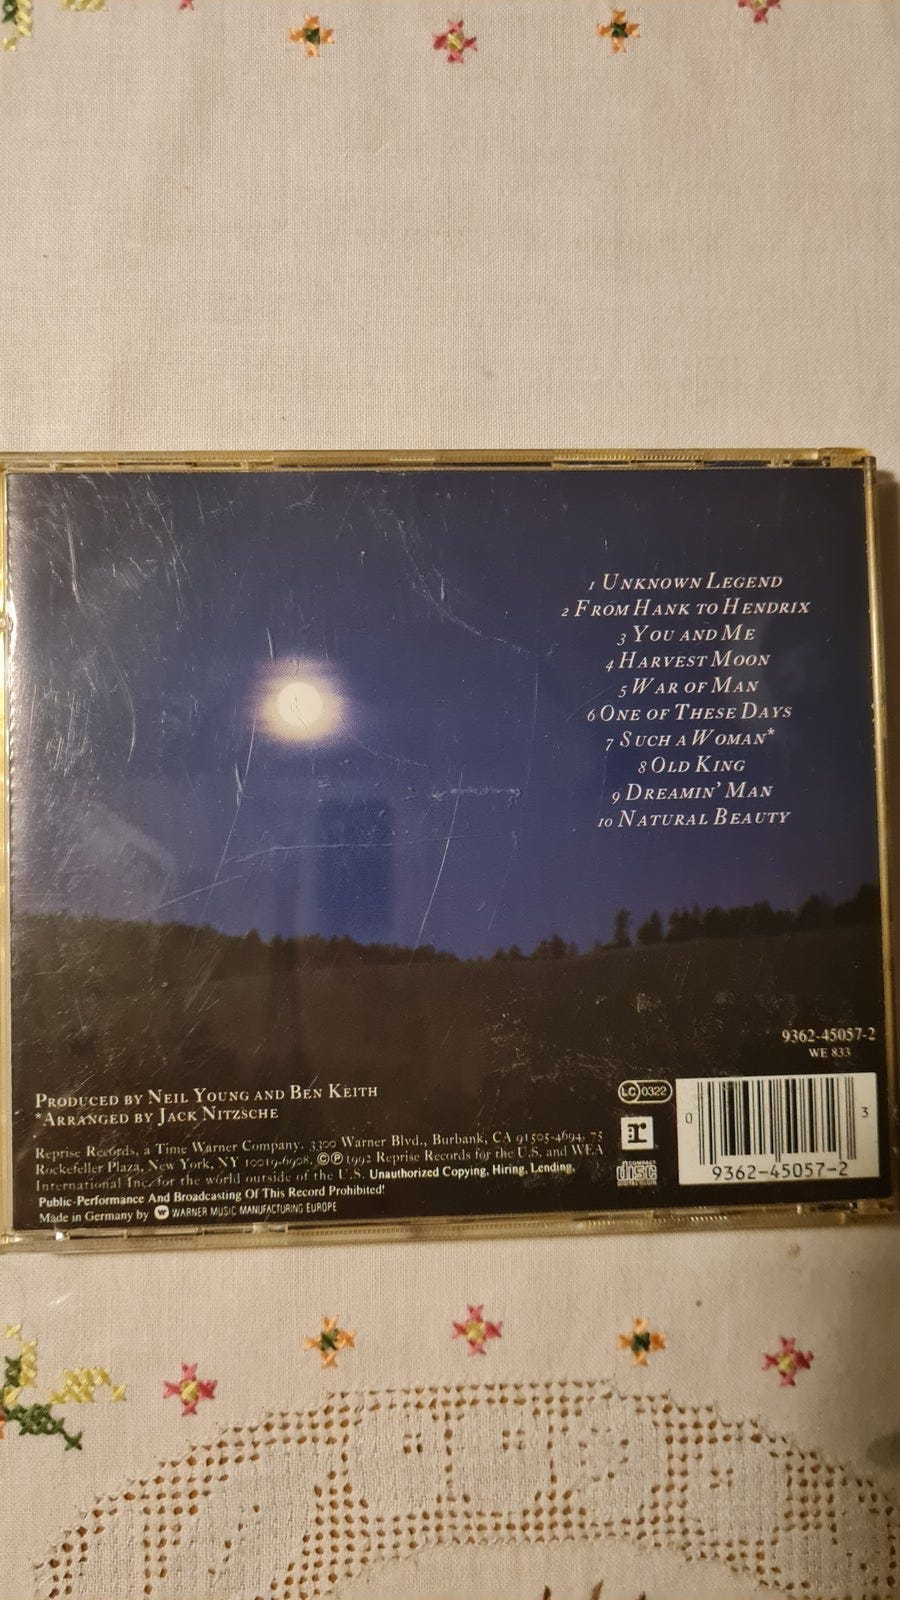 1 UNKNOWN LEGEND
2 FROM HANK TO HENDRIX
3 YOU AND ME
4 HARVEST MOON
5 WAR OF MAN
6 ONE OF THESE DAYS
7 SUCH A WOMAN*
8 OLD KING
9 DREAMIN' MAN
10 NATURAL BEAUTY
9362-45057-2
WE 833
PRODUCED BY NEIL YOUNG AND BEN KEITH
*ARRANGED BY JACK NITZSCHE
Reprise Records, a Time Warner Company. 3300 Warner Blvd., Burbank, CA 91505-4694, 75
Rockefeller Plaza, New York, NY 10019-6908. ©℗ 1992 Reprise Records for the U.S. and WEA
International Inc. for the world outside of the U.S. Unauthorized Copying, Hiring, Lending,
Public-Performance And Broadcasting Of This Record Prohibited!
Made in Germany by W WARNER MUSIC MANUFACTURING EUROPE
LC 0322
r
COMPACT
disc
DIGITAL AUDIO
0 3
9362-45057-2